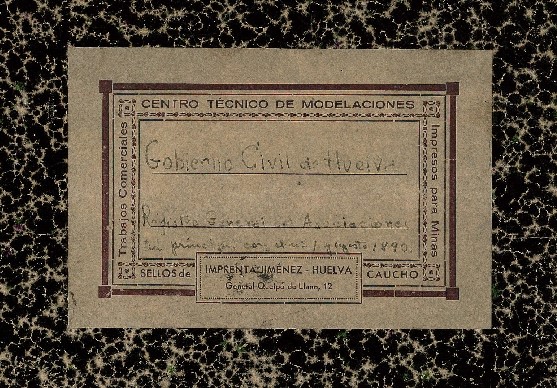 CENTRO TÉCNICO DE MODELACIONES
Trabajos Comerciales
Impresos para Minas
Gobierno Civil de Huelva
Registro General de Asociaciones
1890.
SELLOS de
CAUCHO
IMPRENTA JIMÉNEZ - HUELVA
General Queipo de Llano, 12